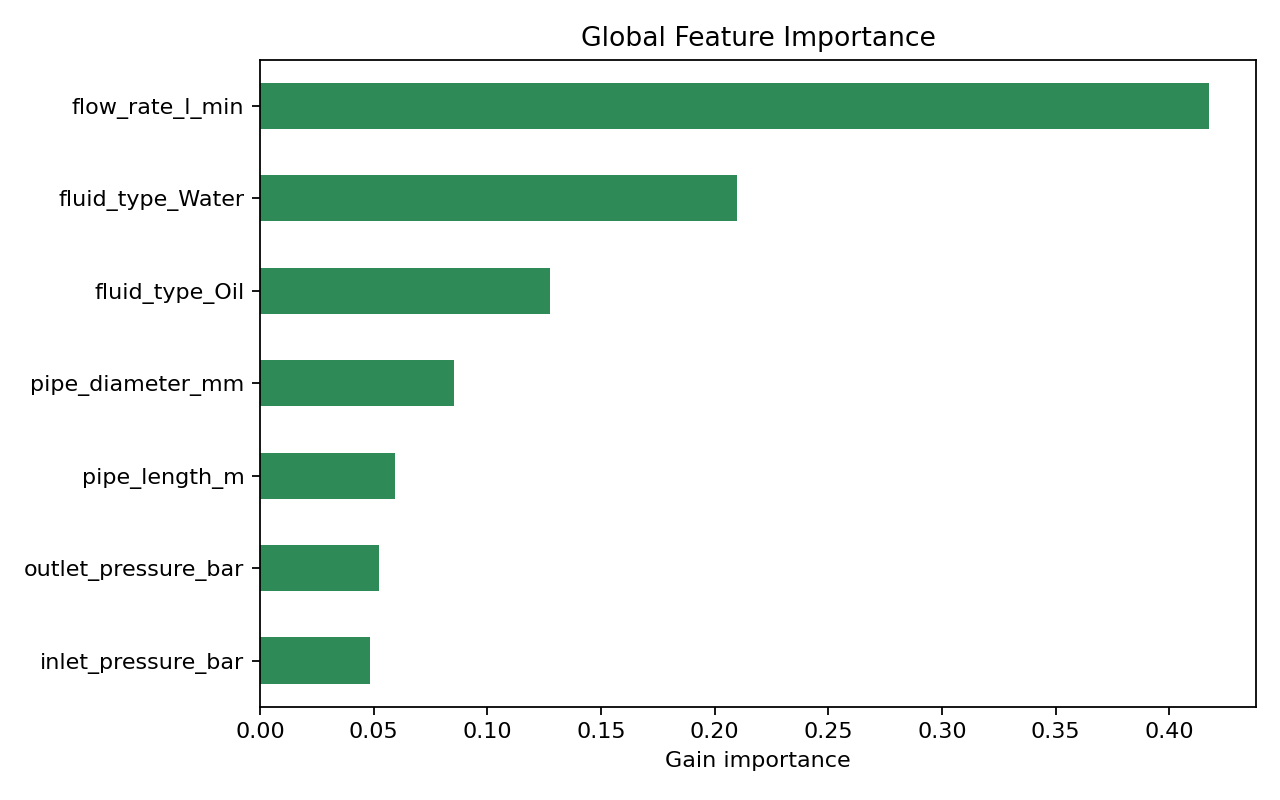 Global Feature Importance
flow_rate_l_min
fluid_type_Water
fluid_type_Oil
pipe_diameter_mm
pipe_length_m
outlet_pressure_bar
inlet_pressure_bar
0.00 0.05 0.10 0.15 0.20 0.25 0.30 0.35 0.40
Gain importance